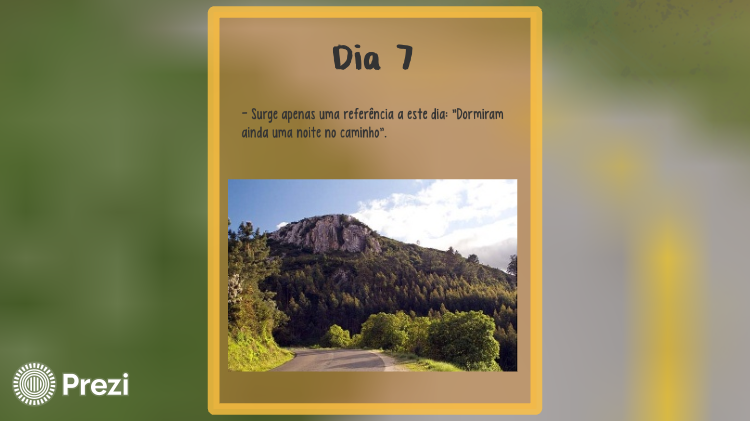 Dia 7
- Surge apenas uma referência a este dia: "Dormiram
ainda uma noite no caminho".
Prezi